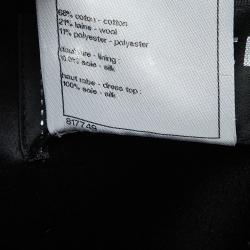 68% coton - cotton
21% laine - wool
11% polyester - polyester
doublure - lining :
100% soie - silk
haut robe - dress top :
100% soie - silk
817749